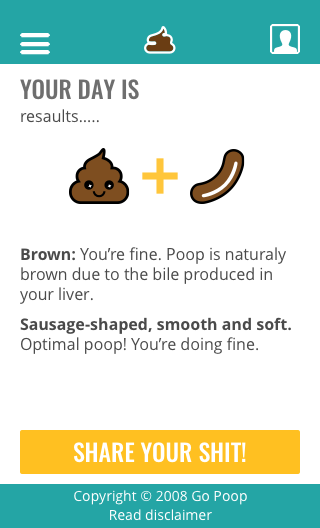 YOUR DAY IS
resaults.....
Brown: You're fine. Poop is naturaly
brown due to the bile produced in
your liver.
Sausage-shaped, smooth and soft.
Optimal poop! You're doing fine.
SHARE YOUR SHIT!
Copyright © 2008 Go Poop
Read disclaimer